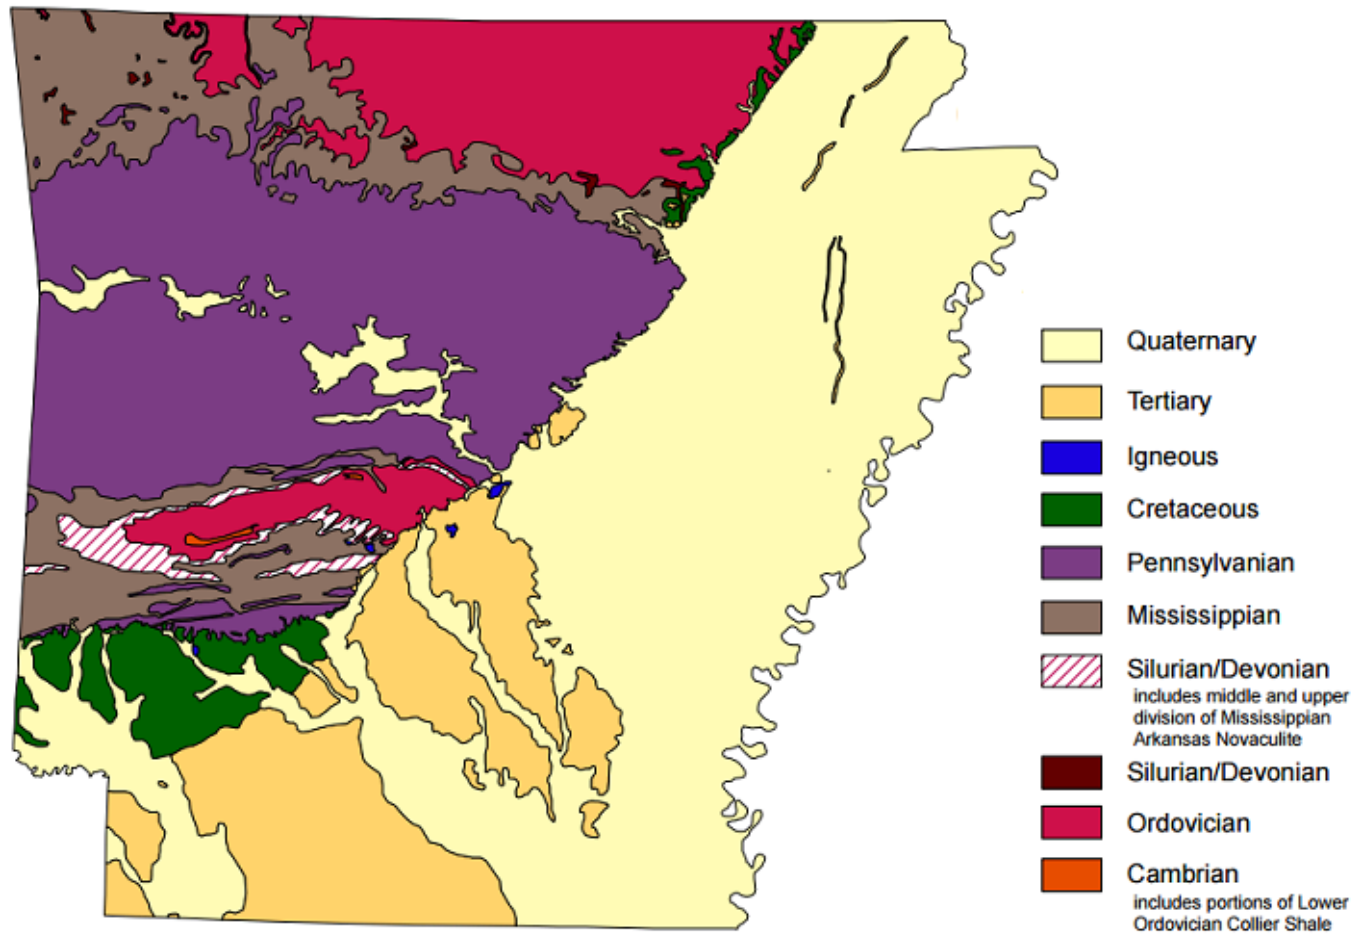 Quaternary
Tertiary
Igneous
Cretaceous
Pennsylvanian
Mississippian
Silurian/Devonian
includes middle and upper
division of Mississippian
Arkansas Novaculite
Silurian/Devonian
Ordovician
Cambrian
includes portions of Lower
Ordovician Collier Shale